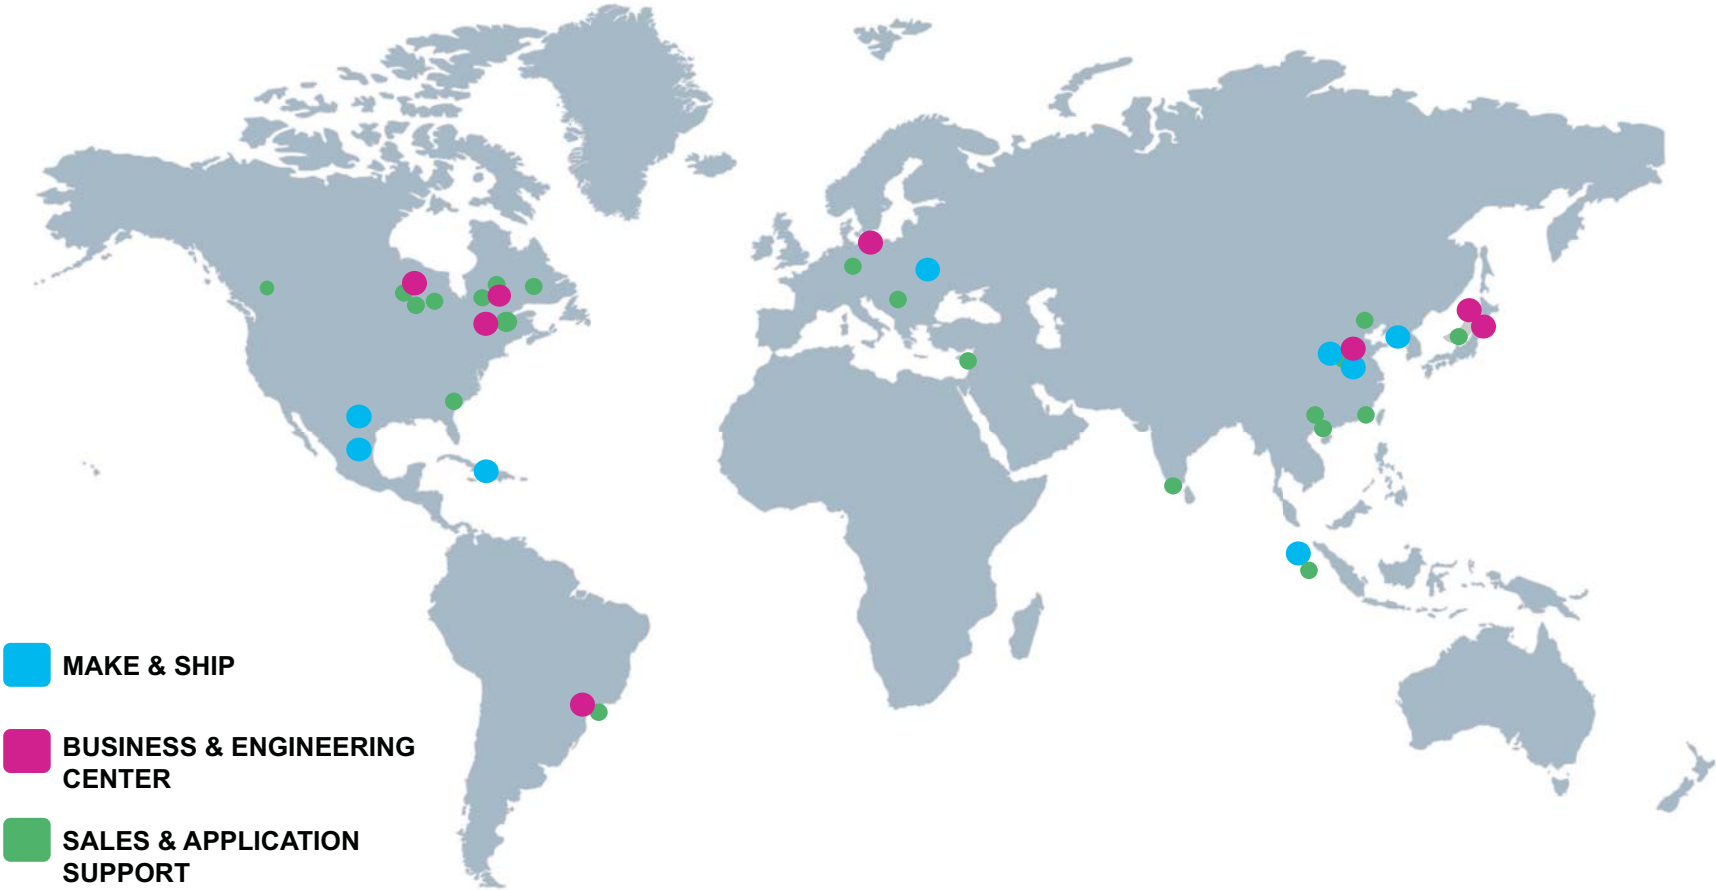 MAKE & SHIP
BUSINESS & ENGINEERING
CENTER
SALES & APPLICATION
SUPPORT